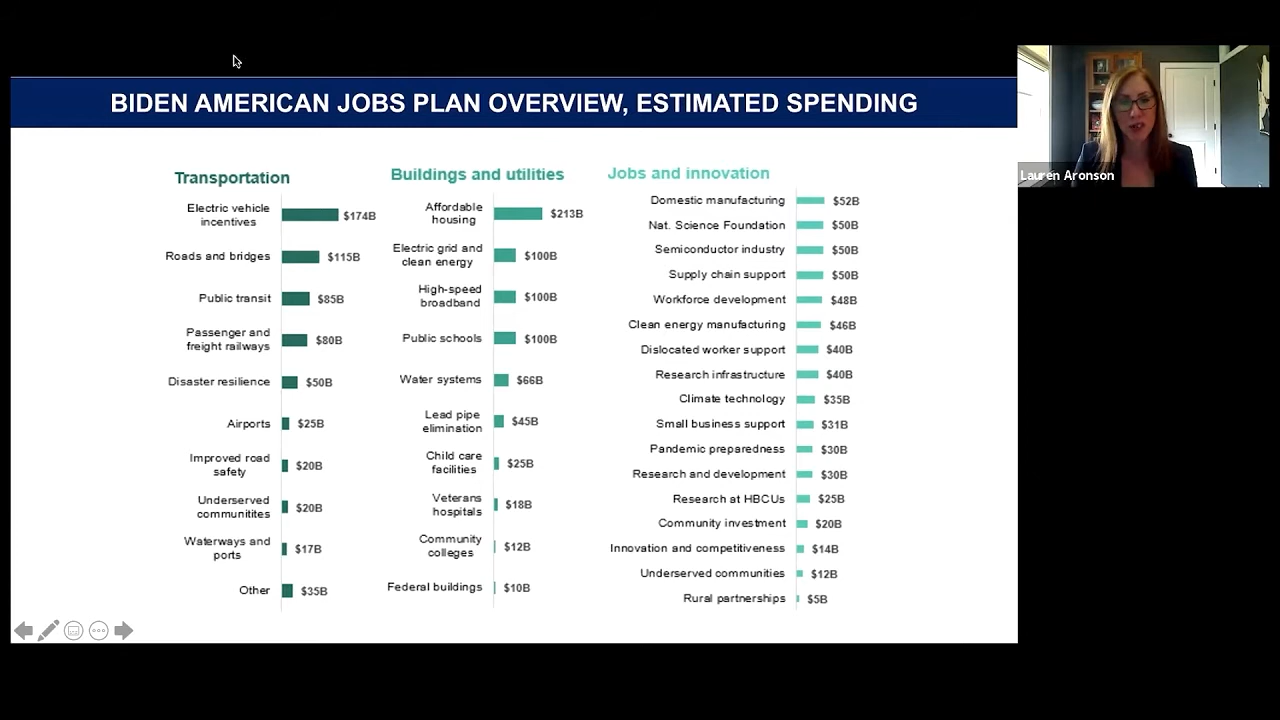 BIDEN AMERICAN JOBS PLAN OVERVIEW, ESTIMATED SPENDING
Lauren Aronson
Transportation
Electric vehicle
incentives
$174B
Roads and bridges
$115B
Public transit
$85B
Passenger and
freight railways
$80B
Disaster resilience
$50B
Airports
$25B
Improved road
safety
$20B
Underserved
communitites
$20B
Waterways and
ports
$17B
Other
$35B
Buildings and utilities
Affordable
housing
$213B
Electric grid and
clean energy
$100B
High-speed
broadband
$100B
Public schools
$100B
Water systems
$66B
Lead pipe
elimination
$45B
Child care
facilities
$25B
Veterans
hospitals
$18B
Community
colleges
$12B
Federal buildings
$10B
Jobs and innovation
Domestic manufacturing
$52B
Nat. Science Foundation
$50B
Semiconductor industry
$50B
Supply chain support
$50B
Workforce development
$48B
Clean energy manufacturing
$46B
Dislocated worker support
$40B
Research infrastructure
$40B
Climate technology
$35B
Small business support
$31B
Pandemic preparedness
$30B
Research and development
$30B
Research at HBCUs
$25B
Community investment
$20B
Innovation and competitiveness
$14B
Underserved communities
$12B
Rural partnerships
$5B